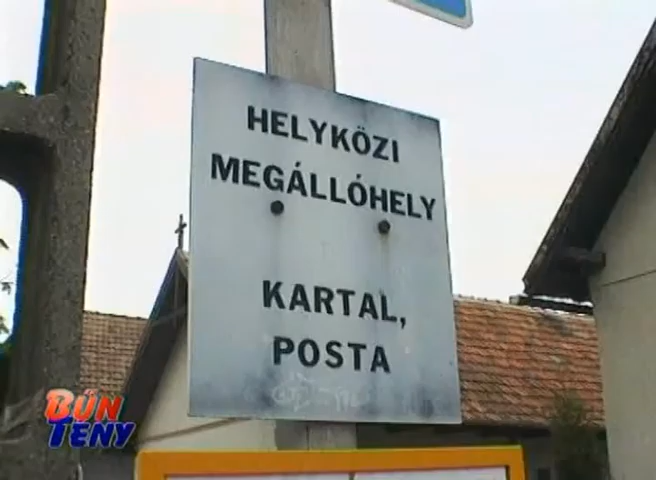 HELYKÖZI
MEGÁLLÓHELY
KARTAL,
POSTA
BŰN
TÉNY